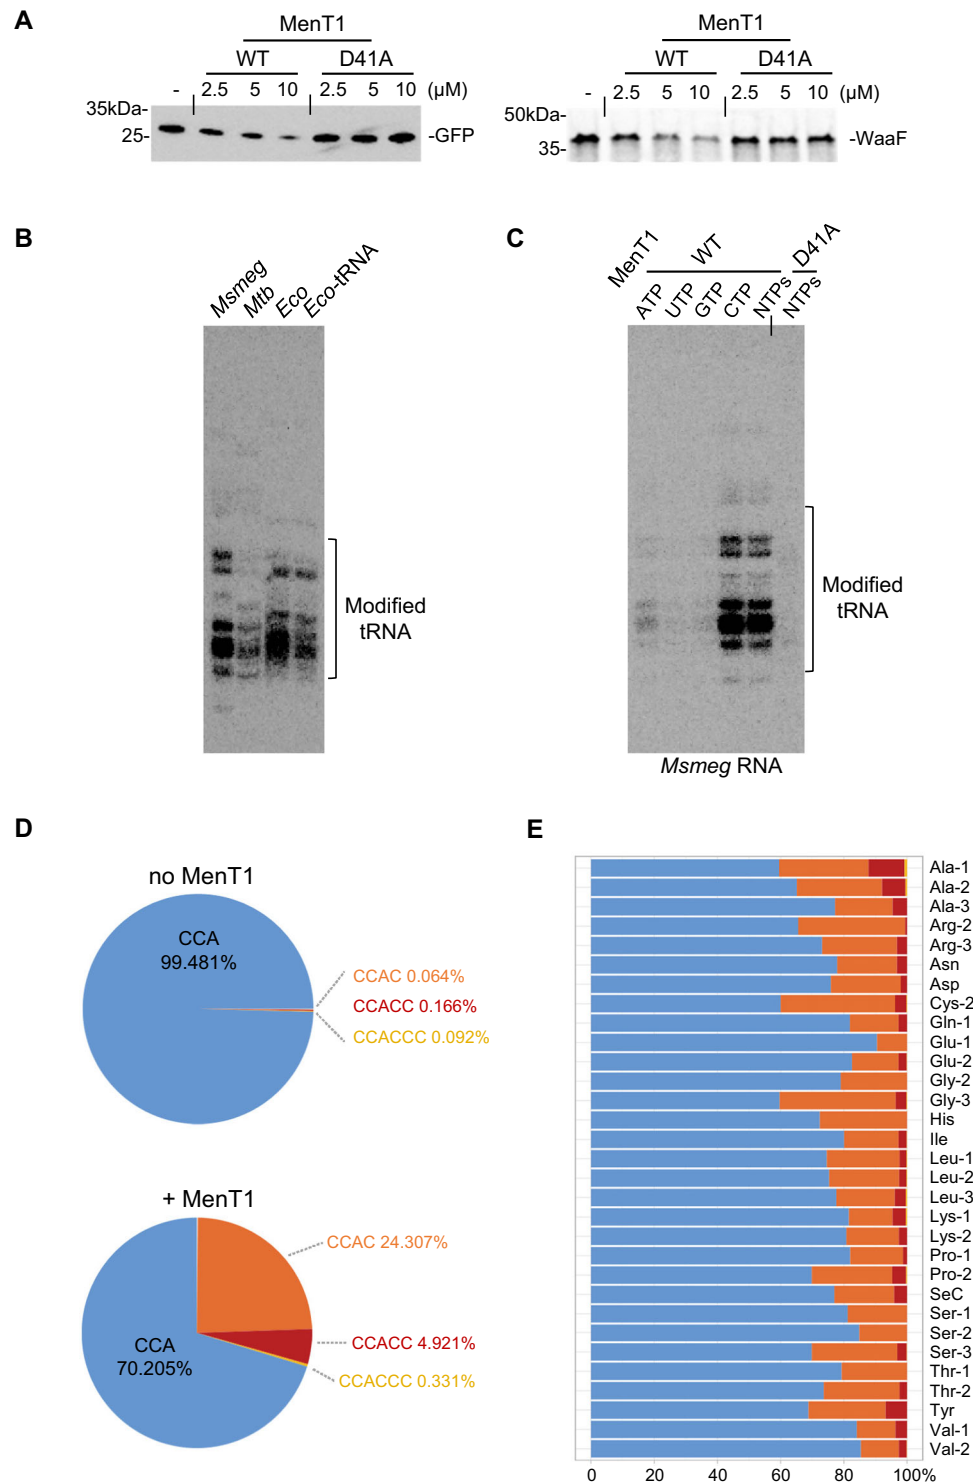 A
MenT1
WT D41A
- 2.5 5 10 2.5 5 10 (µM)
35kDa-
25- -GFP
MenT1
WT D41A
- 2.5 5 10 2.5 5 10 (µM)
50kDa-
35- -WaaF
B
Msmeg
Mtb
Eco
Eco-tRNA
Modified
tRNA
C
MenT1 WT D41A
ATP UTP GTP CTP NTPs NTPs
Modified
tRNA
Msmeg RNA
D
no MenT1
CCA
99.481%
CCAC 0.064%
CCACC 0.166%
CCACCC 0.092%
+ MenT1
CCAC 24.307%
CCA
70.205%
CCACC 4.921%
CCACCC 0.331%
E
Ala-1
Ala-2
Ala-3
Arg-2
Arg-3
Asn
Asp
Cys-2
Gln-1
Glu-1
Glu-2
Gly-2
Gly-3
His
Ile
Leu-1
Leu-2
Leu-3
Lys-1
Lys-2
Pro-1
Pro-2
SeC
Ser-1
Ser-2
Ser-3
Thr-1
Thr-2
Tyr
Val-1
Val-2
0 20 40 60 80 100%